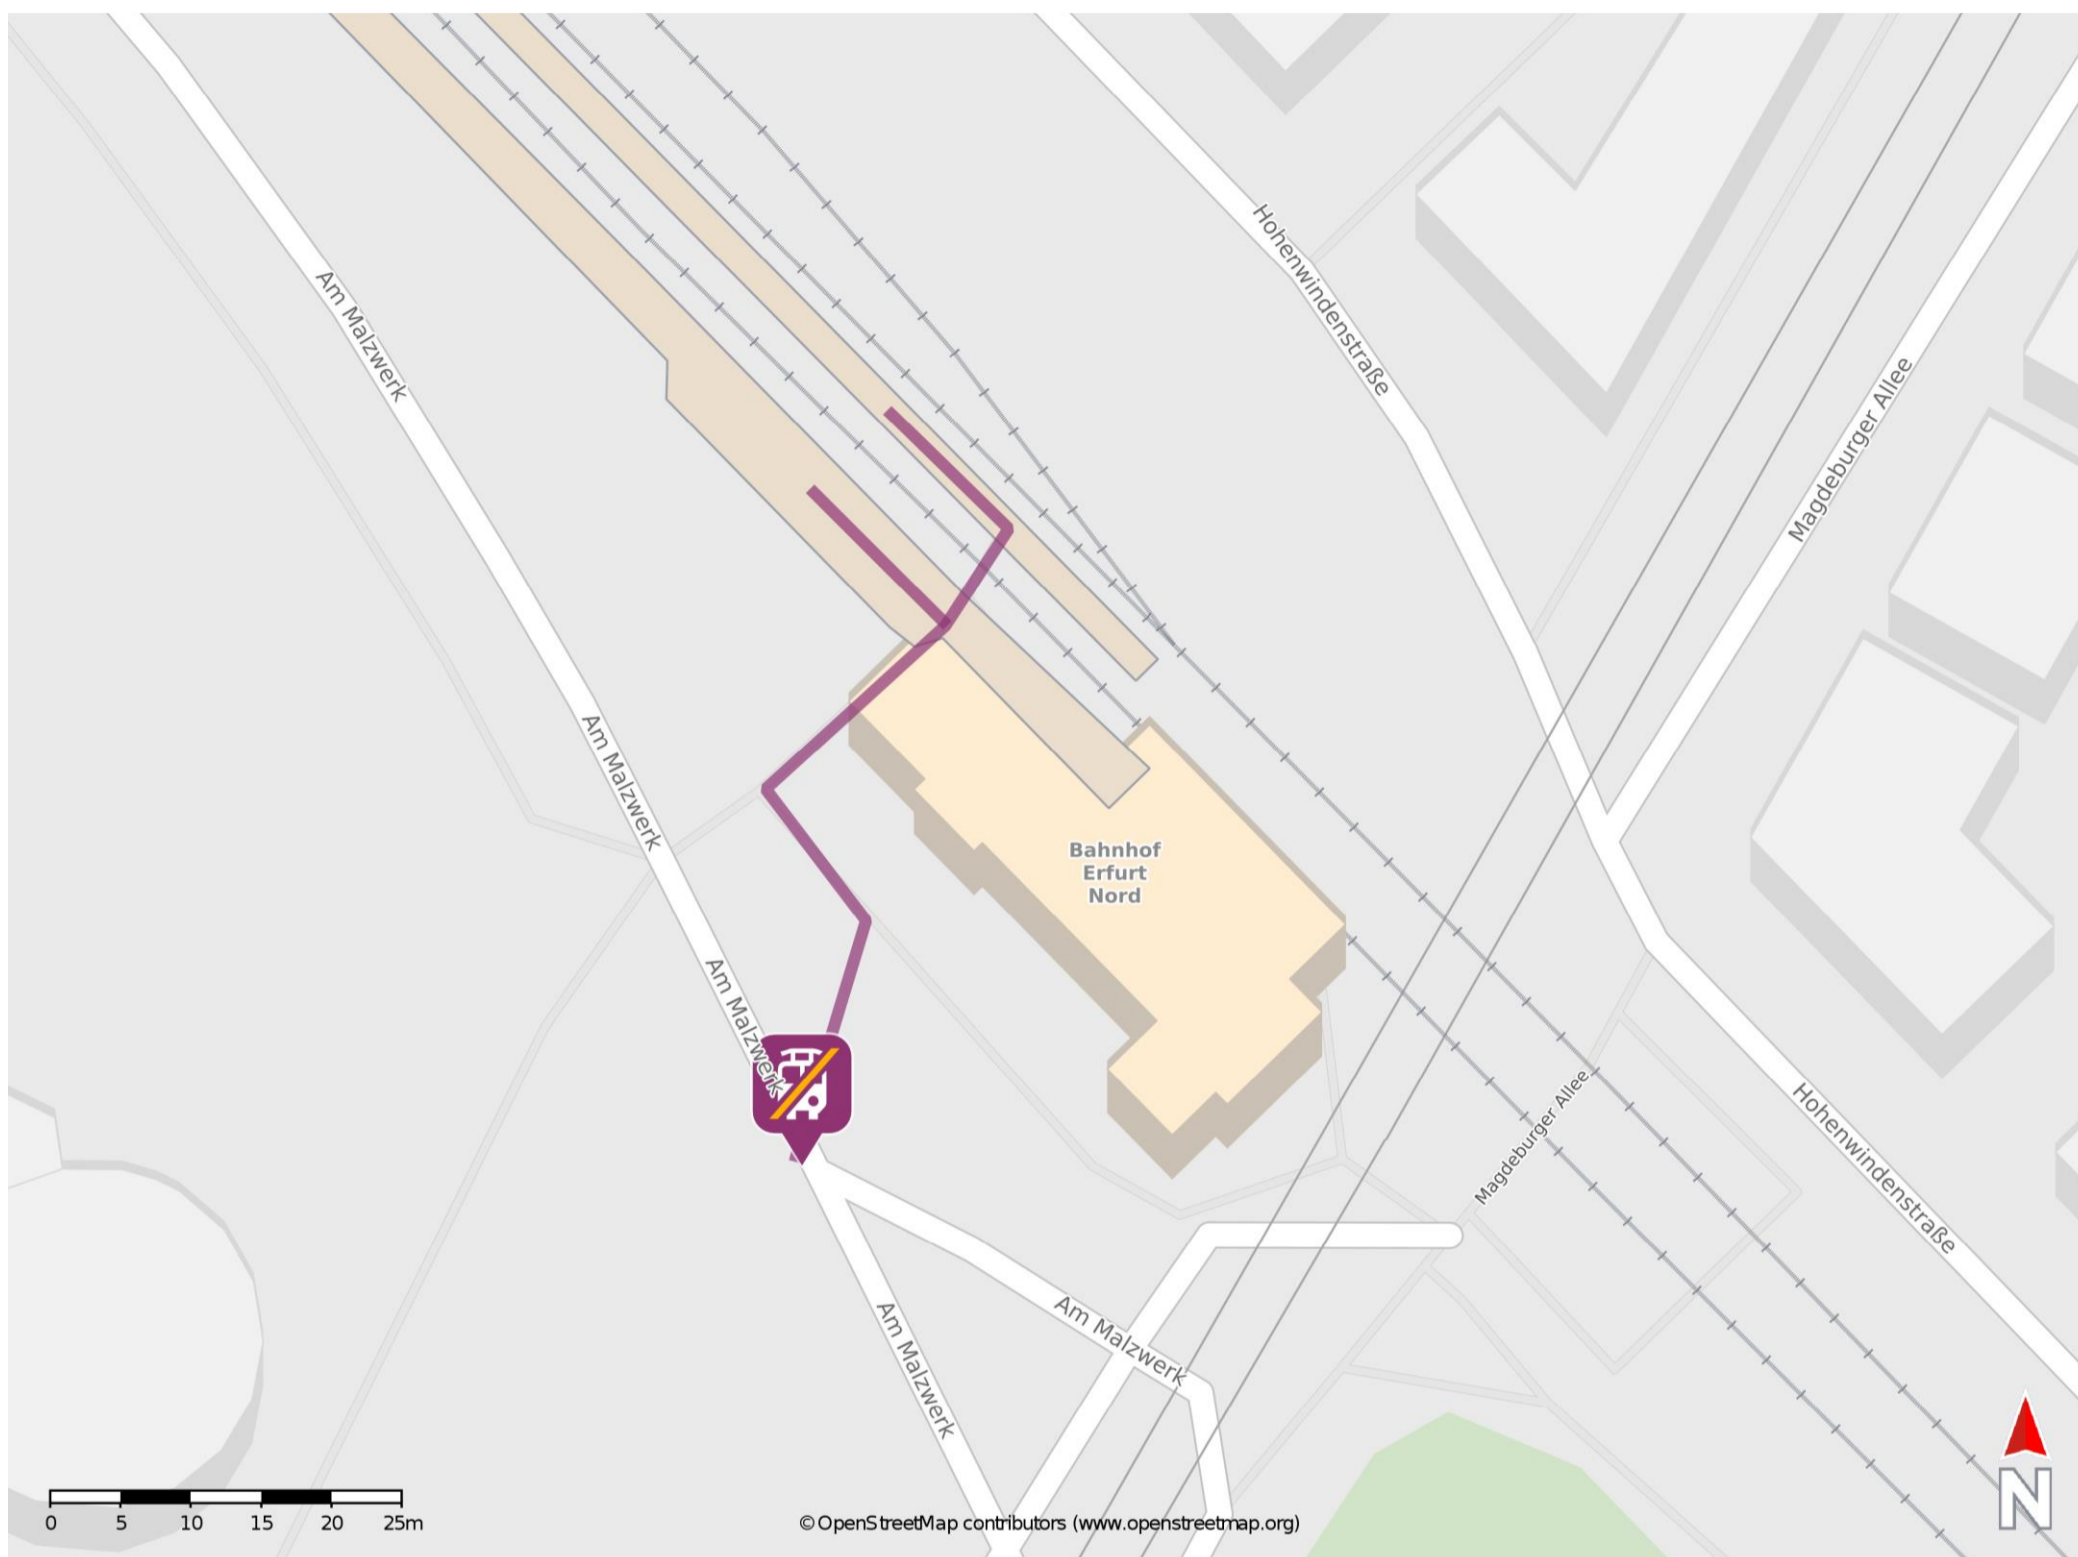 Hohenwindenstraße
Am Malzwerk
Magdeburger Allee
Am Malzwerk
Bahnhof
Erfurt
Nord
Am Malzwerk
Magdeburger Allee
Hohenwindenstraße
Am Malzwerk
Am Malzwerk
N
0 5 10 15 20 25m
© OpenStreetMap contributors (www.openstreetmap.org)